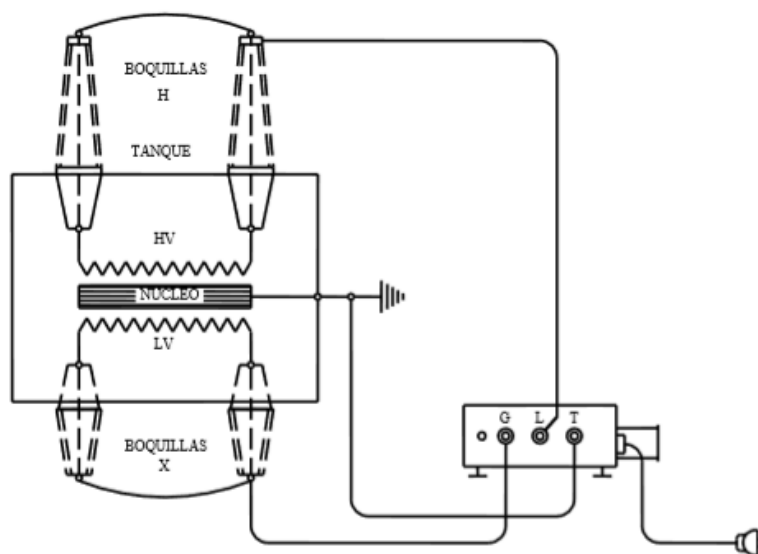 BOQUILLAS
H
TANQUE
HV
NUCLEO
LV
BOQUILLAS
X
G L T